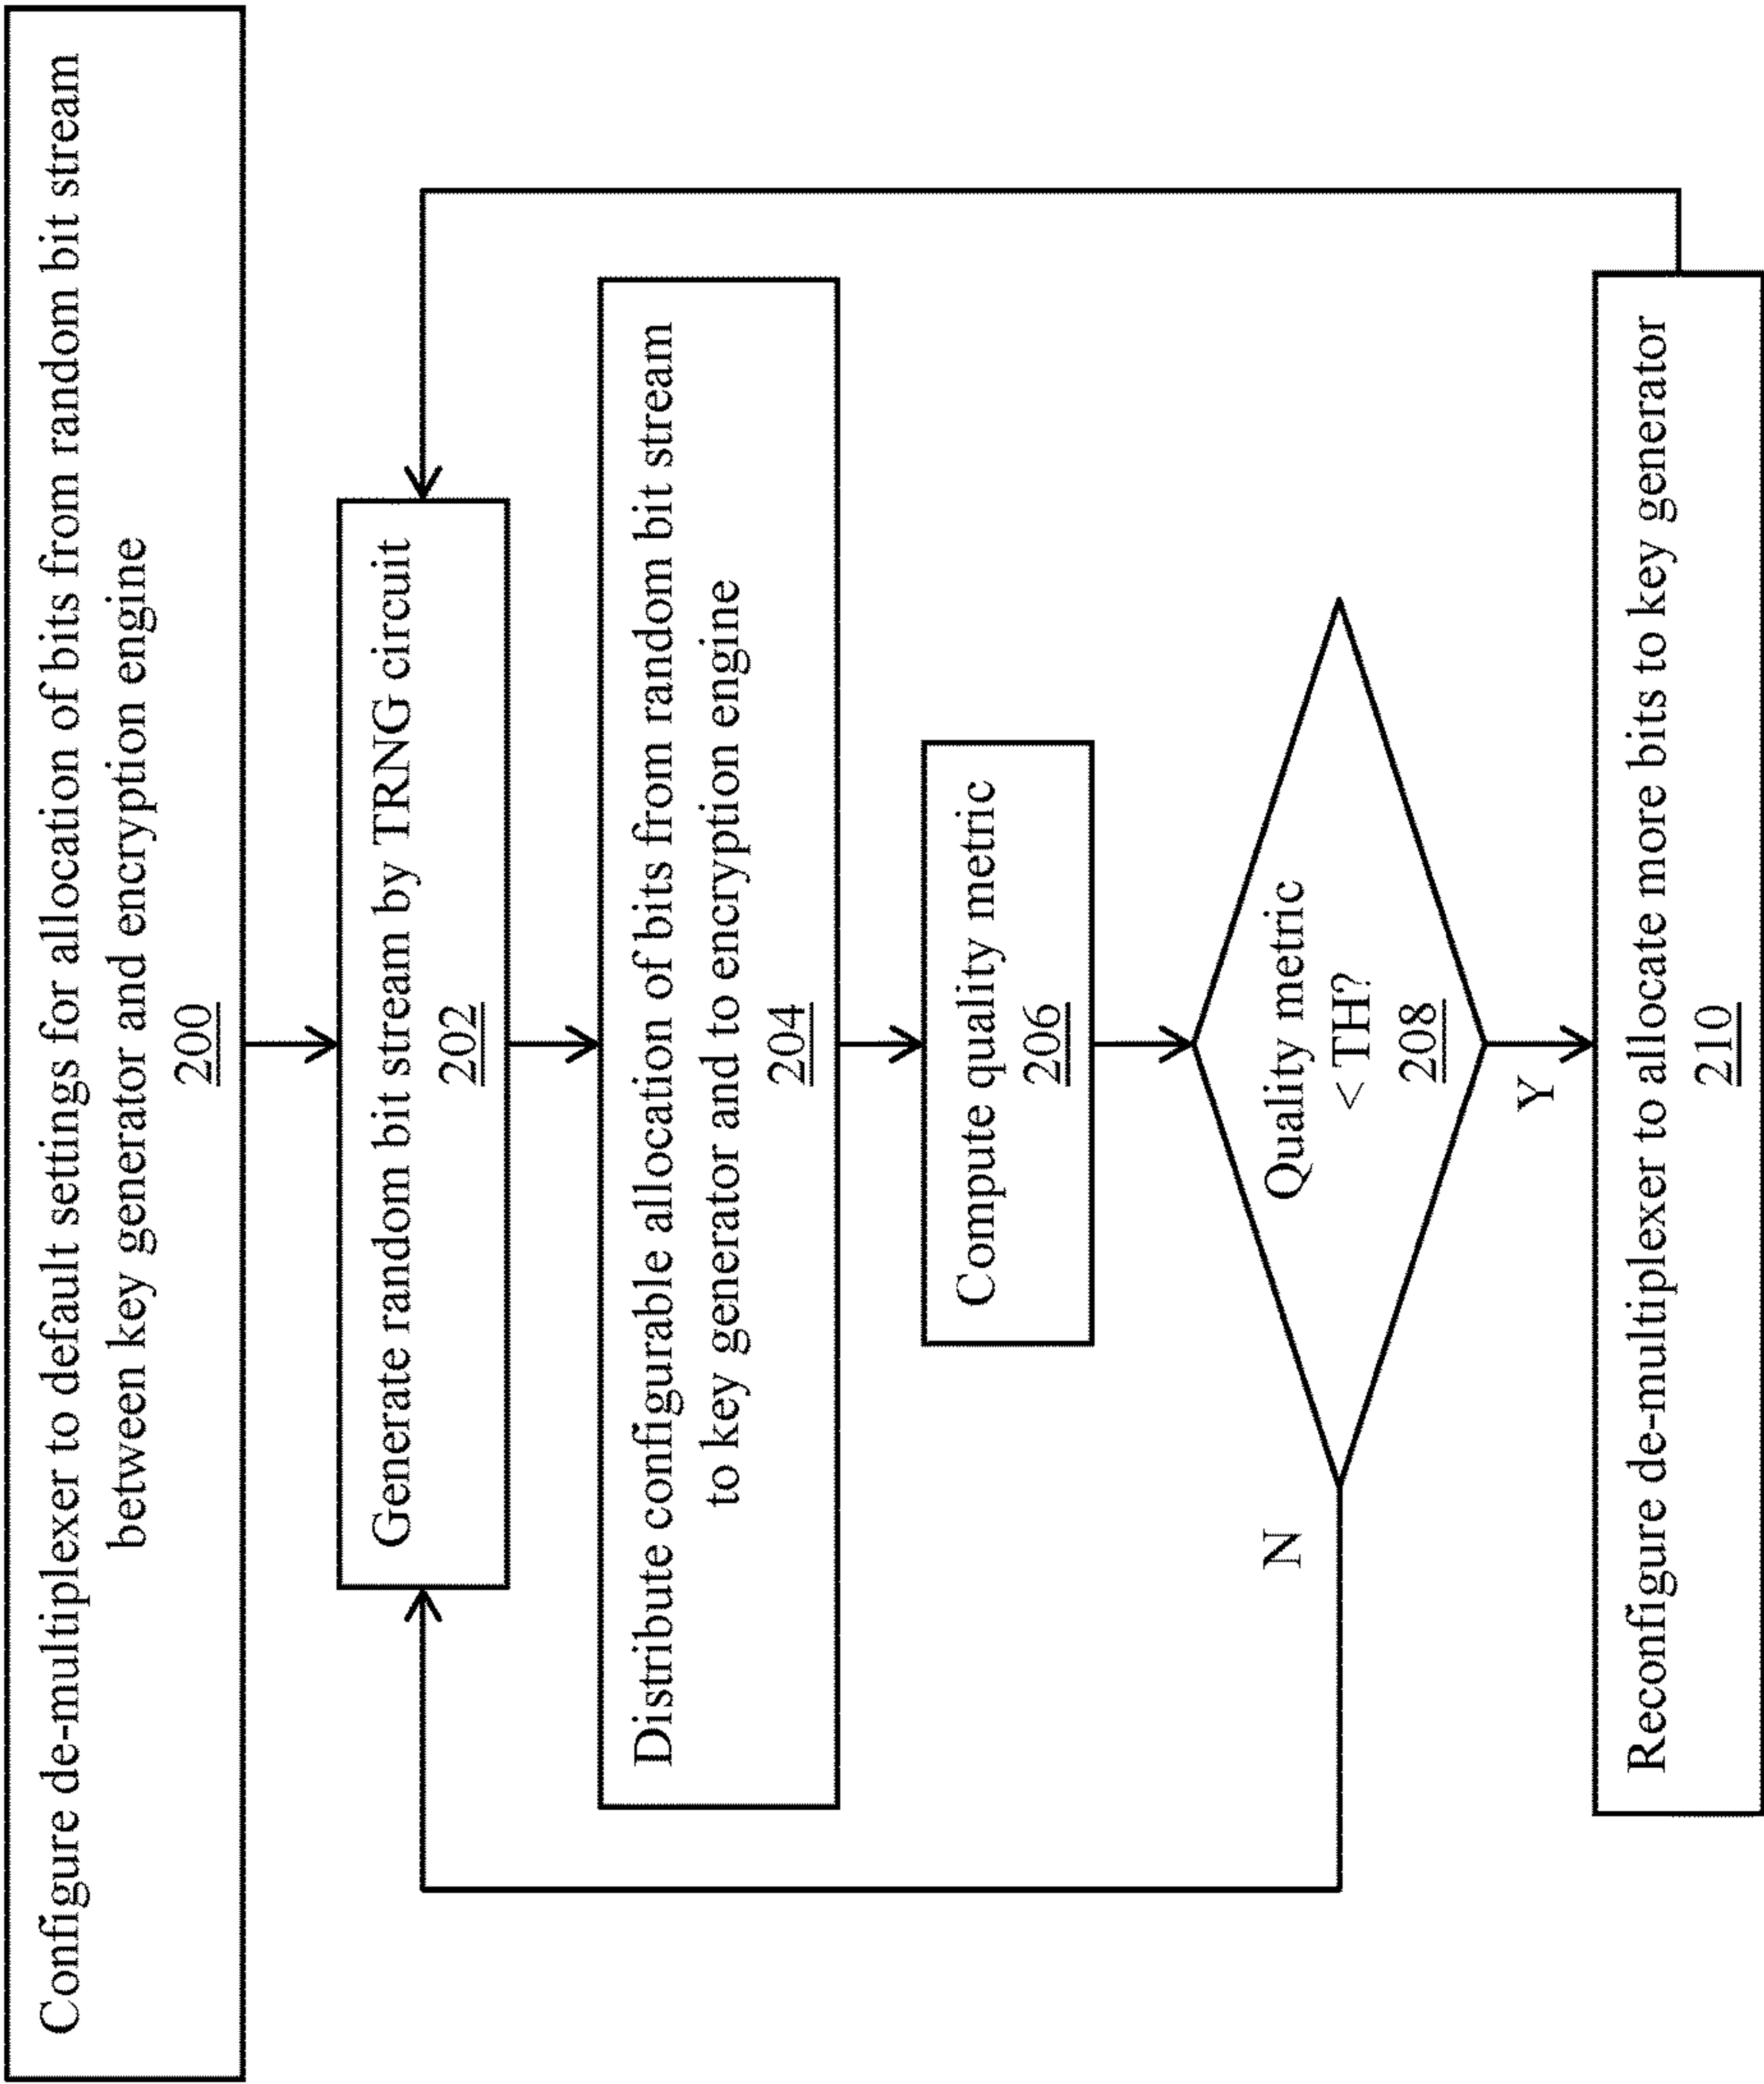 Configure de-multiplexer to default settings for allocation of bits from random bit stream
between key generator and encryption engine
200
Generate random bit stream by TRNG circuit
202
Distribute configurable allocation of bits from random bit stream
to key generator and to encryption engine
204
Compute quality metric
206
Quality metric
< TH?
208
N
Y
Reconfigure de-multiplexer to allocate more bits to key generator
210